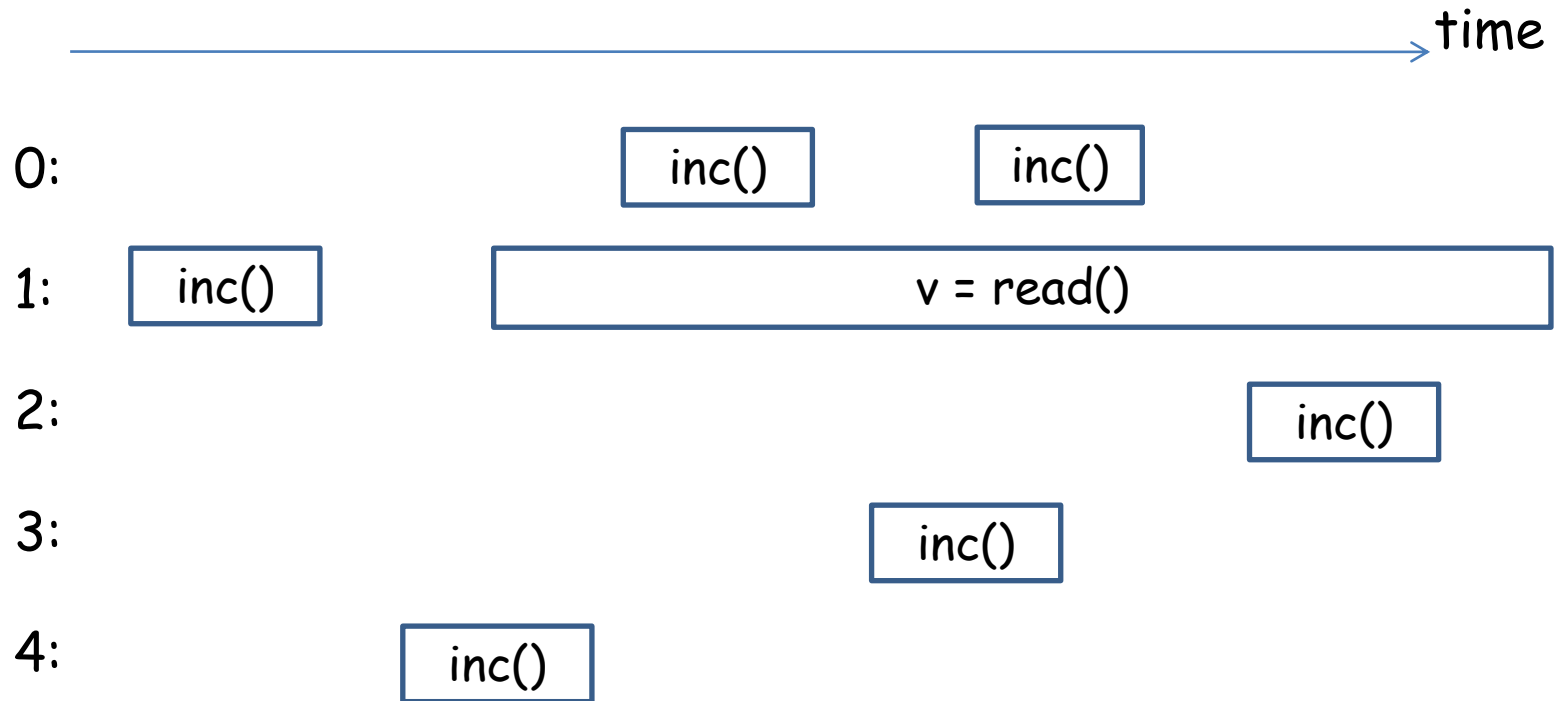 time
0: inc() inc()
1: inc() v = read()
2: inc()
3: inc()
4: inc()